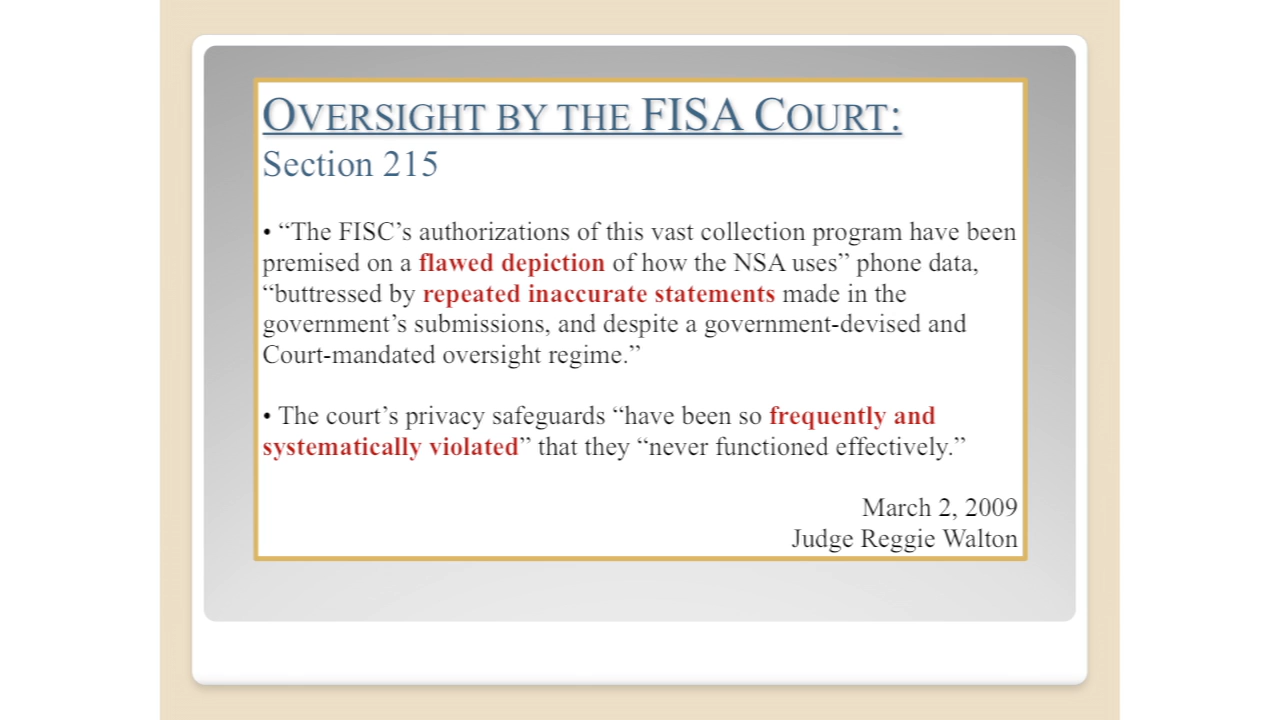 OVERSIGHT BY THE FISA COURT:
Section 215
• “The FISC’s authorizations of this vast collection program have been
premised on a flawed depiction of how the NSA uses” phone data,
“buttressed by repeated inaccurate statements made in the
government’s submissions, and despite a government-devised and
Court-mandated oversight regime.”
• The court’s privacy safeguards “have been so frequently and
systematically violated” that they “never functioned effectively.”
March 2, 2009
Judge Reggie Walton